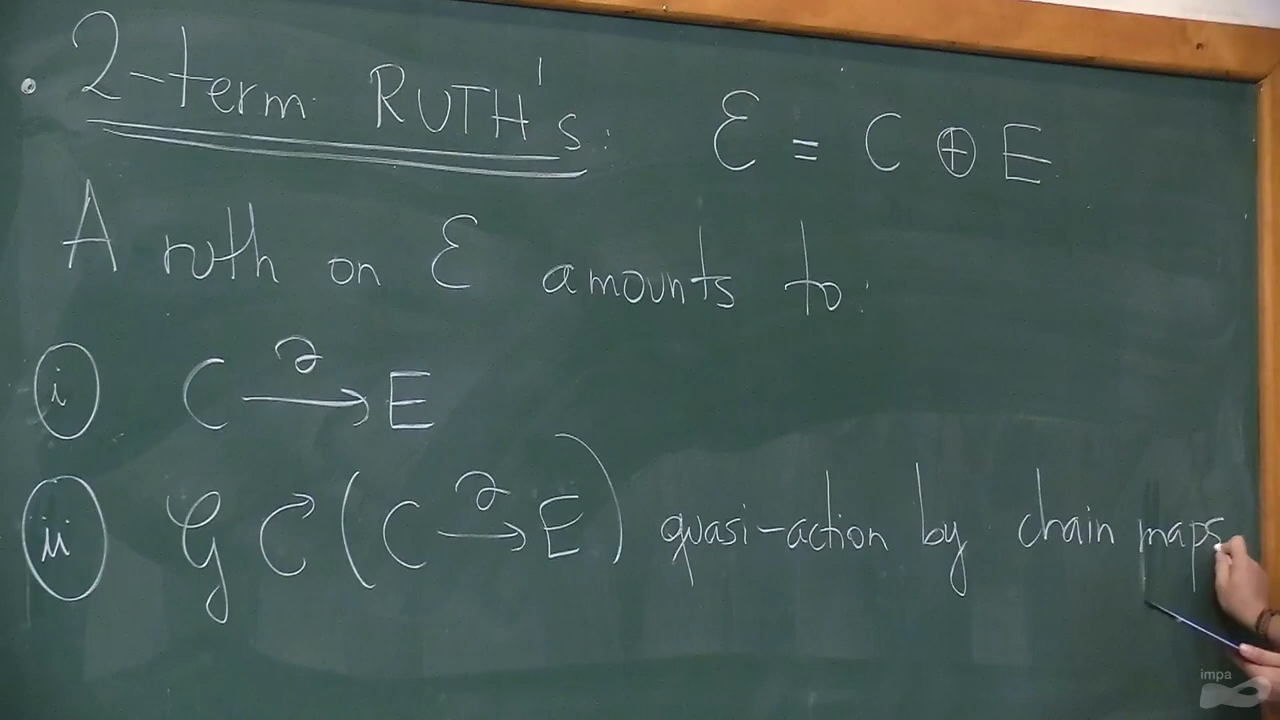 • 2-term RUTH's: ℰ = C ⊕ E
A ruth on ℰ amounts to:
(i) C —∂→ E
(ii) 𝒢 ↻ (C —∂→ E) quasi-action by chain maps
impa